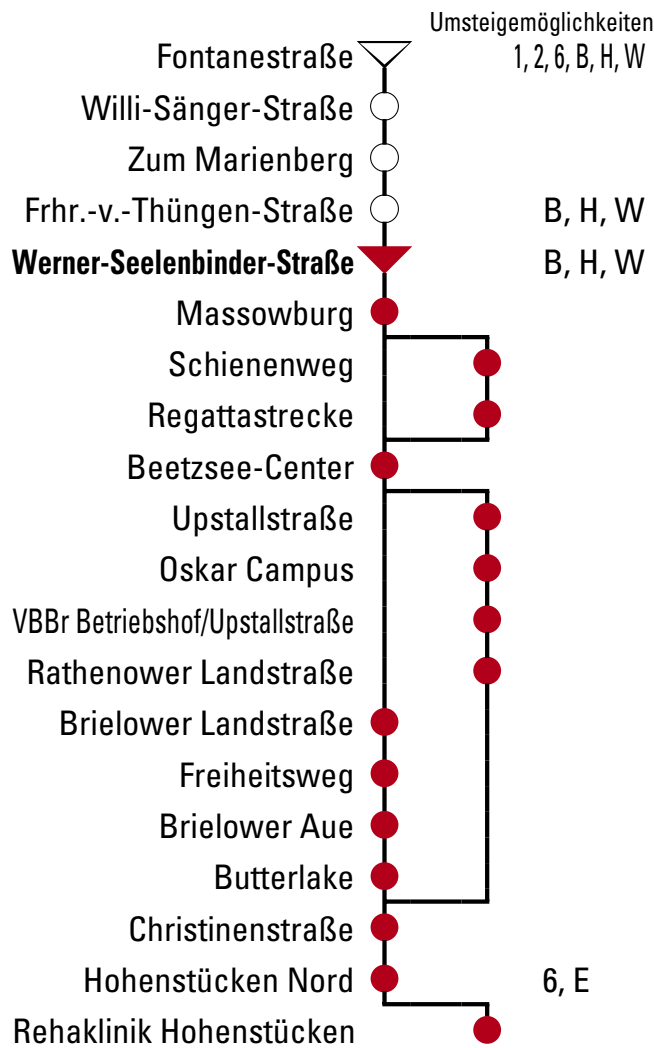 Umsteigemöglichkeiten
Fontanestraße 1, 2, 6, B, H, W
Willi-Sänger-Straße
Zum Marienberg
Frhr.-v.-Thüngen-Straße B, H, W
Werner-Seelenbinder-Straße B, H, W
Massowburg
Schienenweg
Regattastrecke
Beetzsee-Center
Upstallstraße
Oskar Campus
VBBr Betriebshof/Upstallstraße
Rathenower Landstraße
Brielower Landstraße
Freiheitsweg
Brielower Aue
Butterlake
Christinenstraße
Hohenstücken Nord 6, E
Rehaklinik Hohenstücken